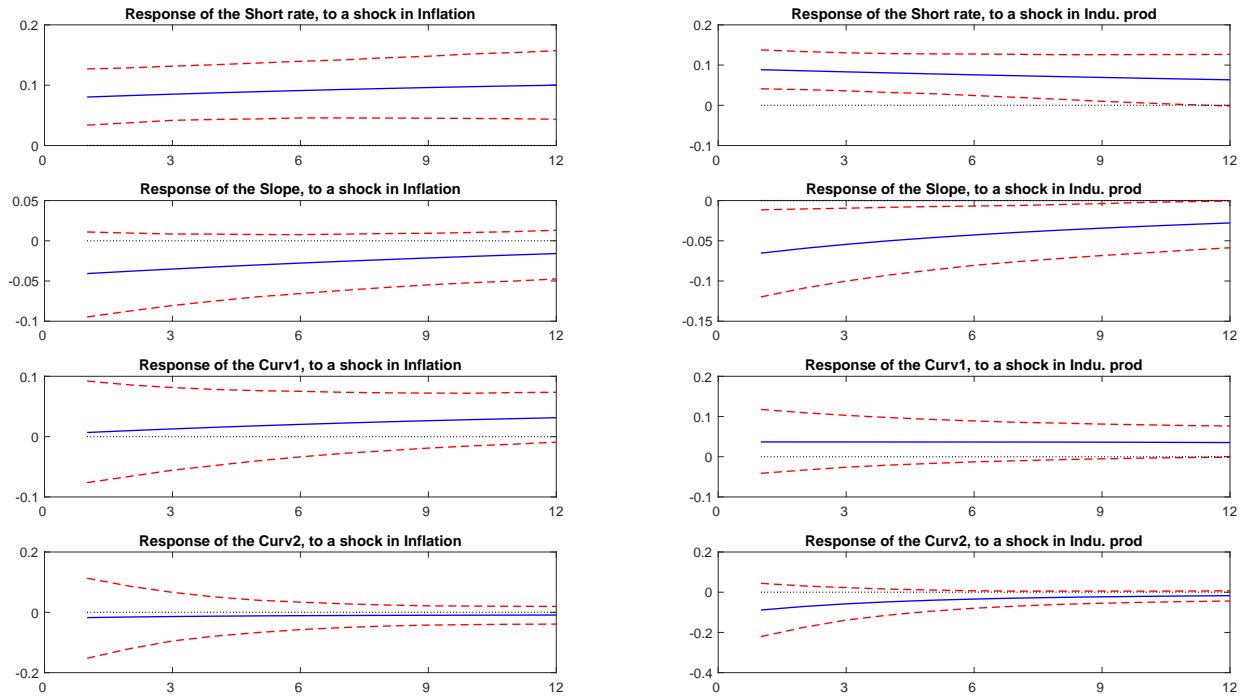 Response of the Short rate, to a shock in Inflation
0.2
0.1
0
0 3 6 9 12
Response of the Short rate, to a shock in Indu. prod
0.2
0.1
0
-0.1
0 3 6 9 12
Response of the Slope, to a shock in Inflation
0.05
0
-0.05
-0.1
0 3 6 9 12
Response of the Slope, to a shock in Indu. prod
0
-0.05
-0.1
-0.15
0 3 6 9 12
Response of the Curv1, to a shock in Inflation
0.1
0
-0.1
0 3 6 9 12
Response of the Curv1, to a shock in Indu. prod
0.2
0.1
0
-0.1
0 3 6 9 12
Response of the Curv2, to a shock in Inflation
0.2
0
-0.2
0 3 6 9 12
Response of the Curv2, to a shock in Indu. prod
0.2
0
-0.2
-0.4
0 3 6 9 12